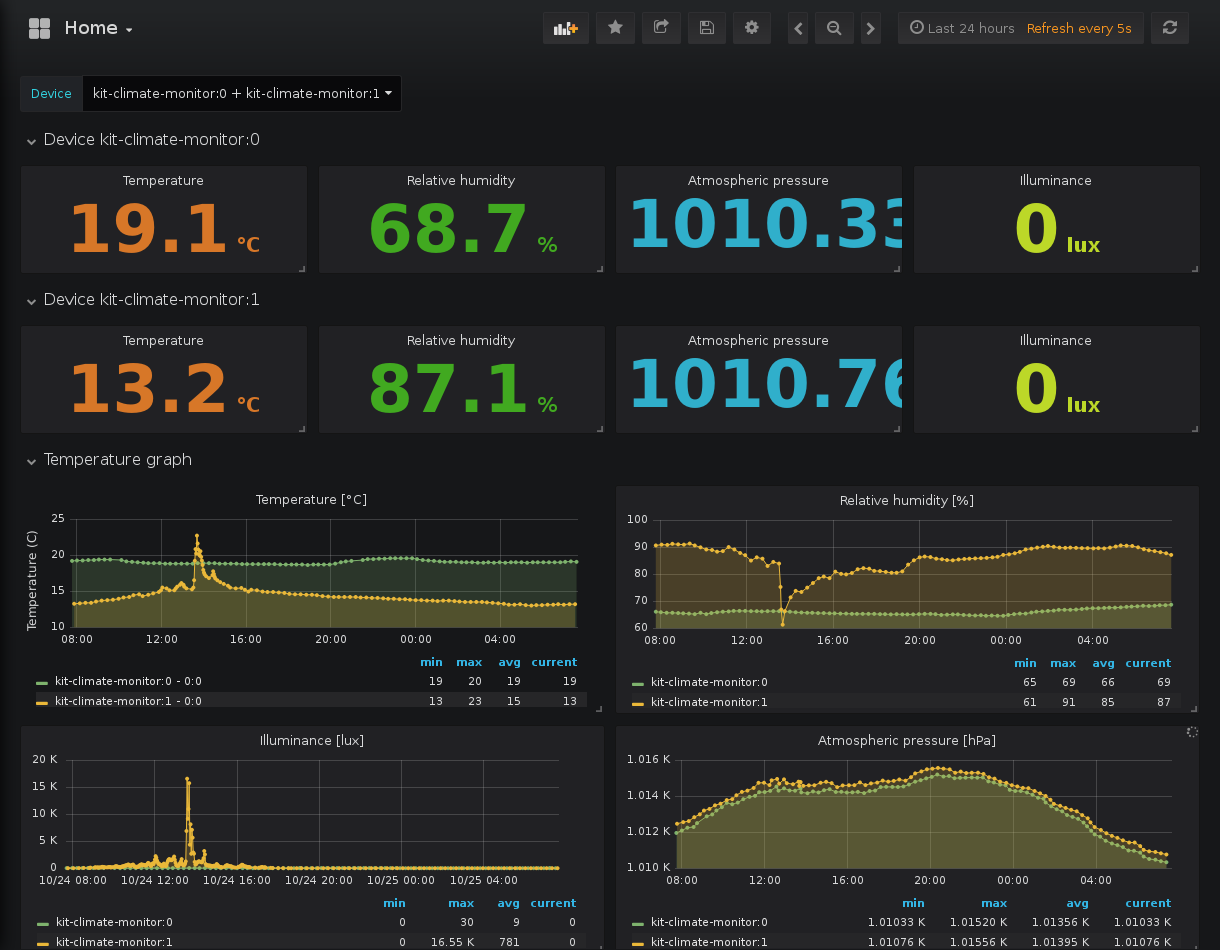 Home
Last 24 hours Refresh every 5s
Device kit-climate-monitor:0 + kit-climate-monitor:1
Device kit-climate-monitor:0
Temperature Relative humidity Atmospheric pressure Illuminance
19.1 °C 68.7 % 1010.33 0 lux
Device kit-climate-monitor:1
Temperature Relative humidity Atmospheric pressure Illuminance
13.2 °C 87.1 % 1010.76 0 lux
Temperature graph
Temperature [°C]
Temperature (C)
25
20
15
10
08:00 12:00 16:00 20:00 00:00 04:00
min max avg current
kit-climate-monitor:0 - 0:0 19 20 19 19
kit-climate-monitor:1 - 0:0 13 23 15 13
Relative humidity [%]
100
90
80
70
60
08:00 12:00 16:00 20:00 00:00 04:00
min max avg current
kit-climate-monitor:0 65 69 66 69
kit-climate-monitor:1 61 91 85 87
Illuminance [lux]
20 K
15 K
10 K
5 K
0
10/24 08:00 10/24 12:00 10/24 16:00 10/24 20:00 10/25 00:00 10/25 04:00
min max avg current
kit-climate-monitor:0 0 30 9 0
kit-climate-monitor:1 0 16.55 K 781 0
Atmospheric pressure [hPa]
1.016 K
1.014 K
1.012 K
1.010 K
08:00 12:00 16:00 20:00 00:00 04:00
min max avg current
kit-climate-monitor:0 1.01033 K 1.01520 K 1.01356 K 1.01033 K
kit-climate-monitor:1 1.01076 K 1.01556 K 1.01395 K 1.01076 K